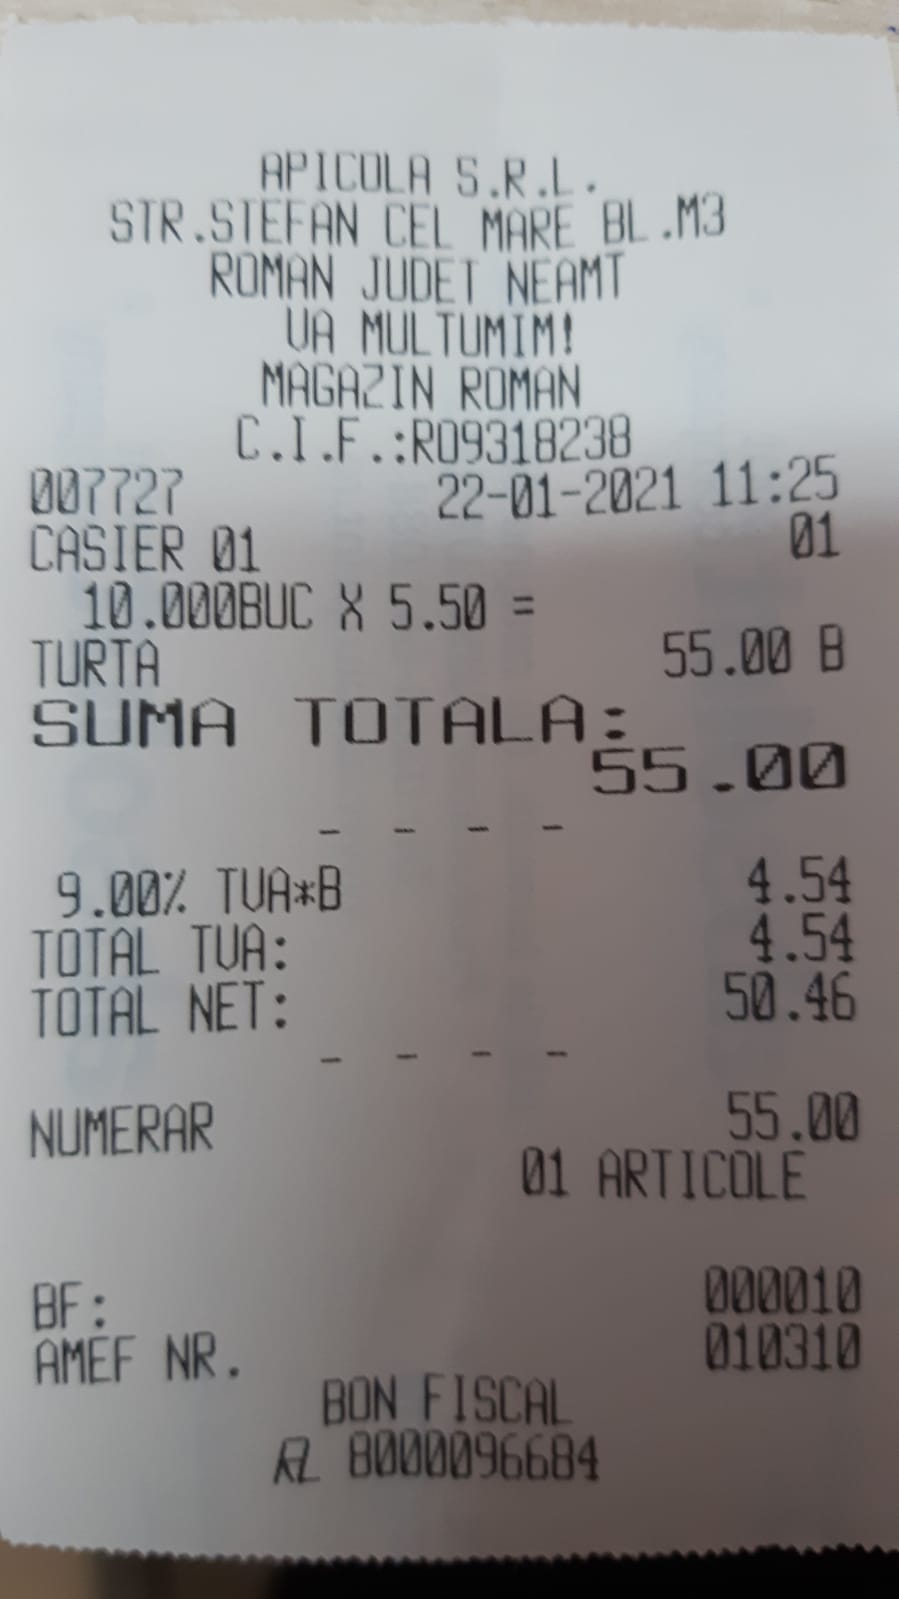 APICOLA S.R.L.
STR.STEFAN CEL MARE BL.M3
ROMAN JUDET NEAMT
VA MULTUMIM!
MAGAZIN ROMAN
C.I.F.:RO9318238
007727 22-01-2021 11:25
CASIER 01 01
10.000BUC X 5.50 =
TURTA 55.00 B
SUMA TOTALA:
55.00
- - - -
9.00% TVA*B 4.54
TOTAL TVA: 4.54
TOTAL NET: 50.46
- - - -
NUMERAR 55.00
01 ARTICOLE
BF: 000010
AMEF NR. 010310
BON FISCAL
8000096684